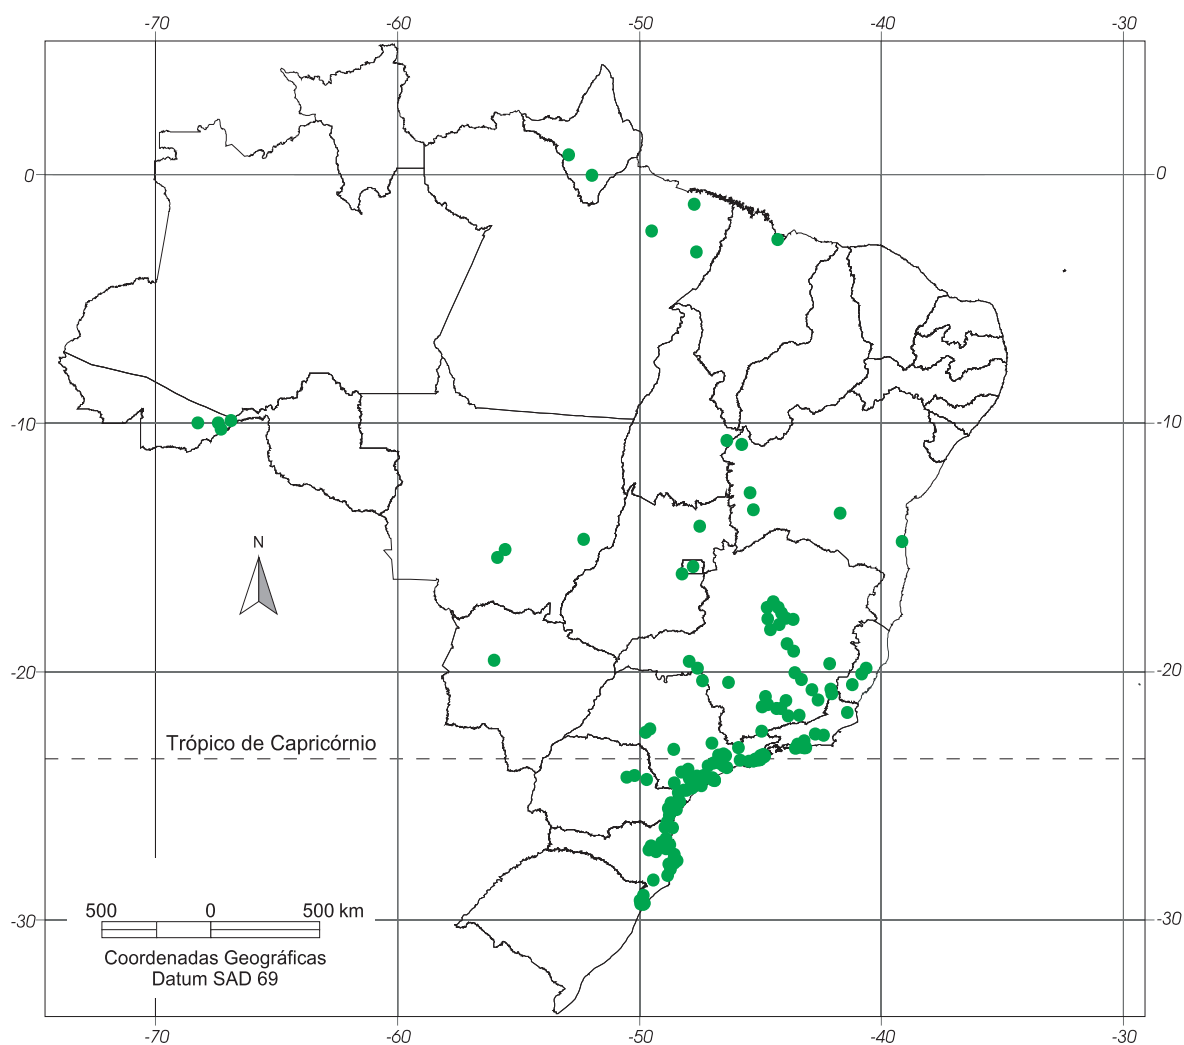 -70 -60 -50 -40 -30
0 0
-10 -10
N
-20 -20
Trópico de Capricórnio
500 0 500 km
-30 -30
Coordenadas Geográficas
Datum SAD 69
-70 -60 -50 -40 -30